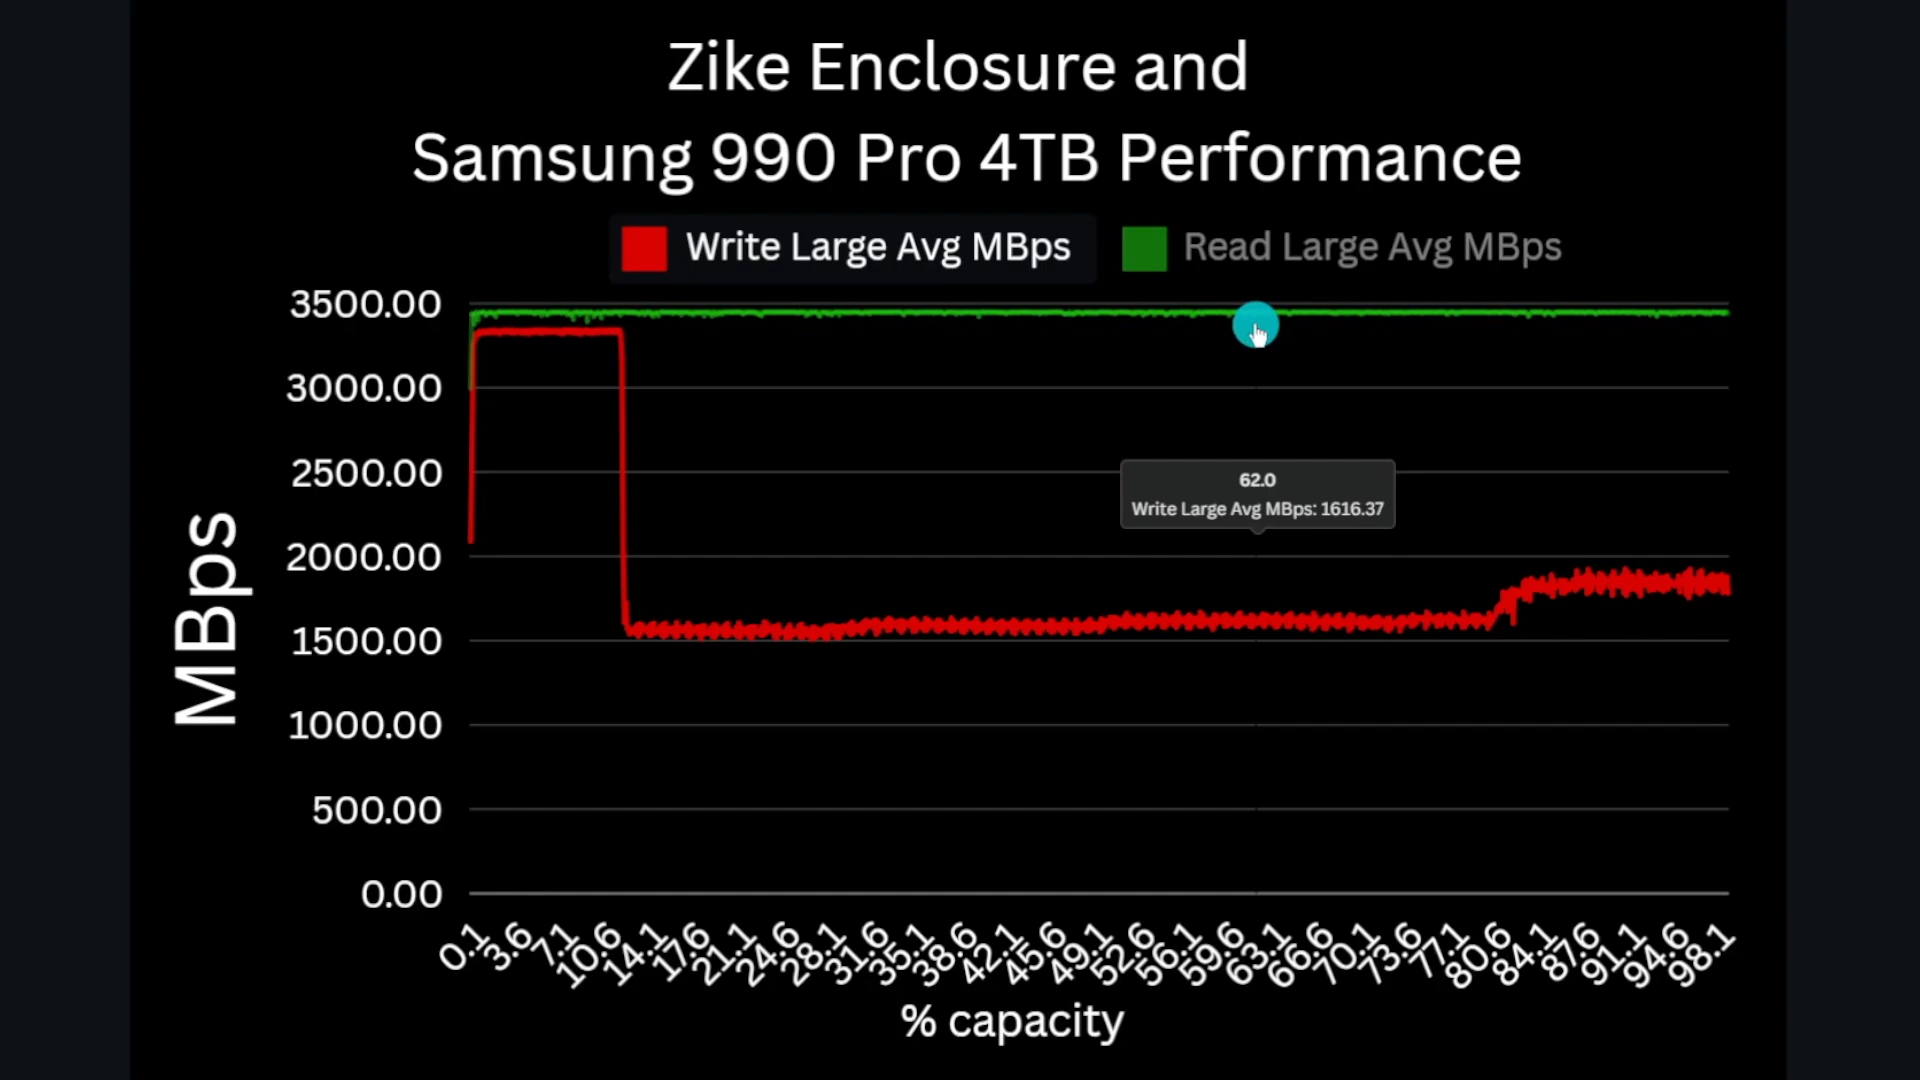 Zike Enclosure and
Samsung 990 Pro 4TB Performance
Write Large Avg MBps
Read Large Avg MBps
3500.00
3000.00
2500.00
2000.00
1500.00
1000.00
500.00
0.00
MBps
62.0
Write Large Avg MBps: 1616.37
0.1 3.6 7.1 10.6 14.1 17.6 21.1 24.6 28.1 31.6 35.1 38.6 42.1 45.6 49.1 52.6 56.1 59.6 63.1 66.6 70.1 73.6 77.1 80.6 84.1 87.6 91.1 94.6 98.1
% capacity